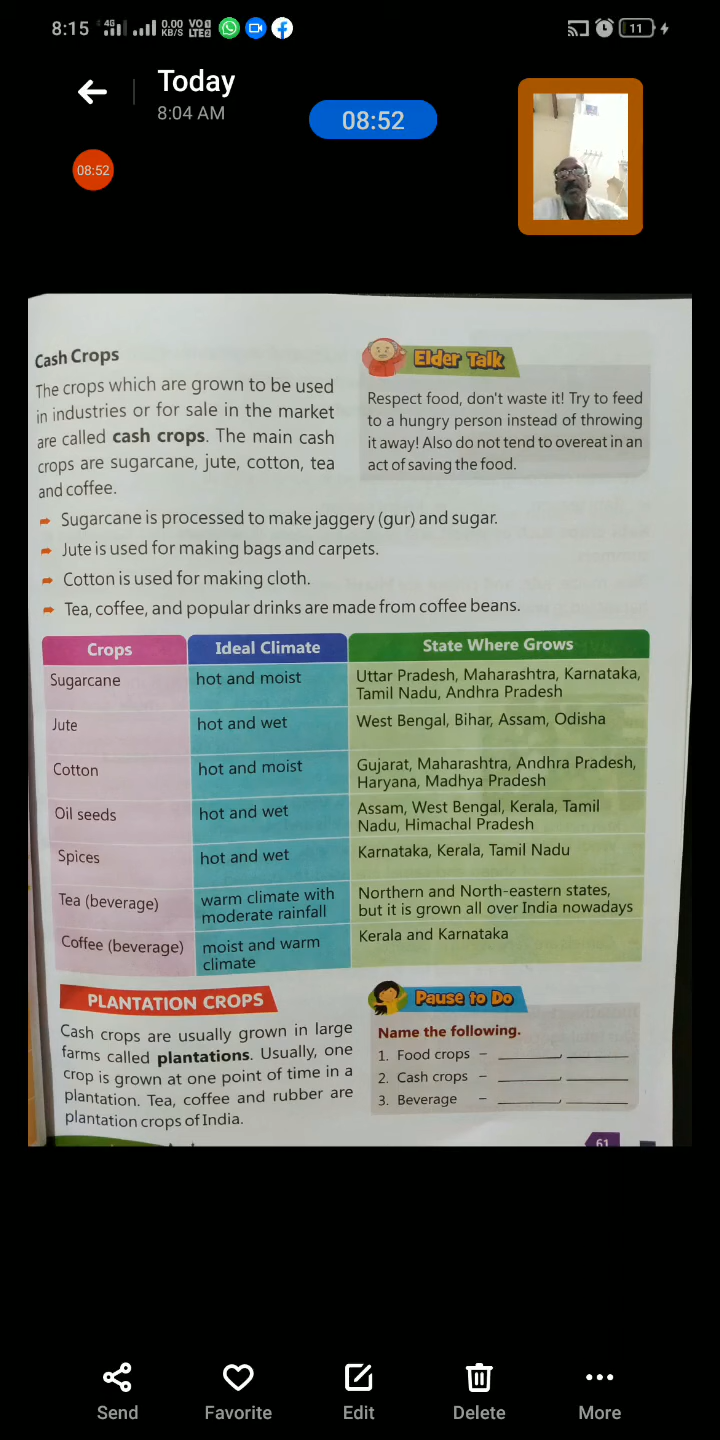 8:15 4G 0.00 KB/S VO LTE2 11
Today
8:04 AM
08:52
08:52
Cash Crops
The crops which are grown to be used
in industries or for sale in the market
are called cash crops. The main cash
crops are sugarcane, jute, cotton, tea
and coffee.
Elder Talk
Respect food, don't waste it! Try to feed
to a hungry person instead of throwing
it away! Also do not tend to overeat in an
act of saving the food.
Sugarcane is processed to make jaggery (gur) and sugar.
Jute is used for making bags and carpets.
Cotton is used for making cloth.
Tea, coffee, and popular drinks are made from coffee beans.
Crops Ideal Climate State Where Grows
Sugarcane hot and moist Uttar Pradesh, Maharashtra, Karnataka,
Tamil Nadu, Andhra Pradesh
Jute hot and wet West Bengal, Bihar, Assam, Odisha
Cotton hot and moist Gujarat, Maharashtra, Andhra Pradesh,
Haryana, Madhya Pradesh
Oil seeds hot and wet Assam, West Bengal, Kerala, Tamil
Nadu, Himachal Pradesh
Spices hot and wet Karnataka, Kerala, Tamil Nadu
Tea (beverage) warm climate with Northern and North-eastern states,
moderate rainfall but it is grown all over India nowadays
Coffee (beverage) moist and warm Kerala and Karnataka
climate
PLANTATION CROPS
Cash crops are usually grown in large
farms called plantations. Usually, one
crop is grown at one point of time in a
plantation. Tea, coffee and rubber are
plantation crops of India.
Pause to Do
Name the following.
1. Food crops – ________, ________
2. Cash crops – ________, ________
3. Beverage – ________, ________
61
Send Favorite Edit Delete More